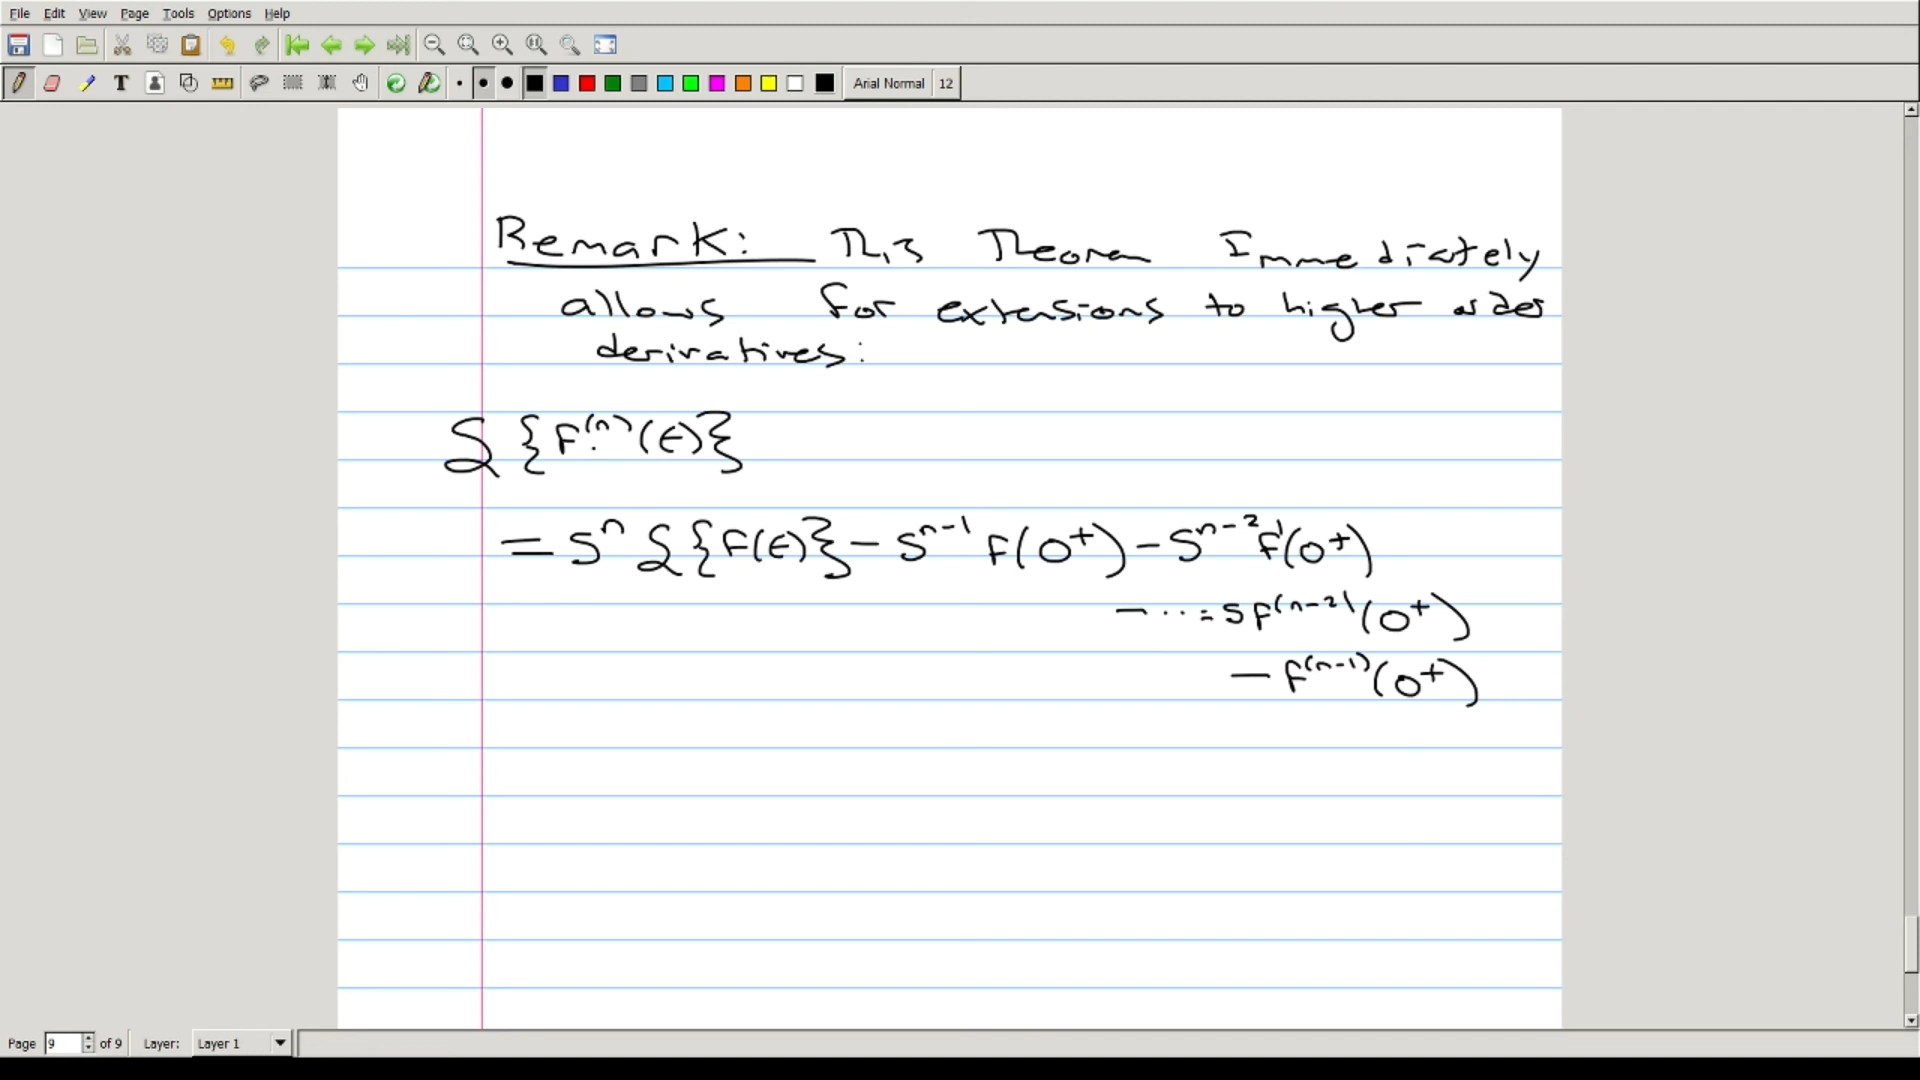 File Edit View Page Tools Options Help
Arial Normal 12
Remark: This Theorem Immediately
allows for extensions to higher order
derivatives:
ℒ{F⁽ⁿ⁾(t)}
= Sⁿ ℒ{F(t)} - Sⁿ⁻¹ F(0⁺) - Sⁿ⁻² F'(0⁺)
- ... - SF⁽ⁿ⁻²⁾(0⁺)
- F⁽ⁿ⁻¹⁾(0⁺)
Page 9 of 9 Layer: Layer 1